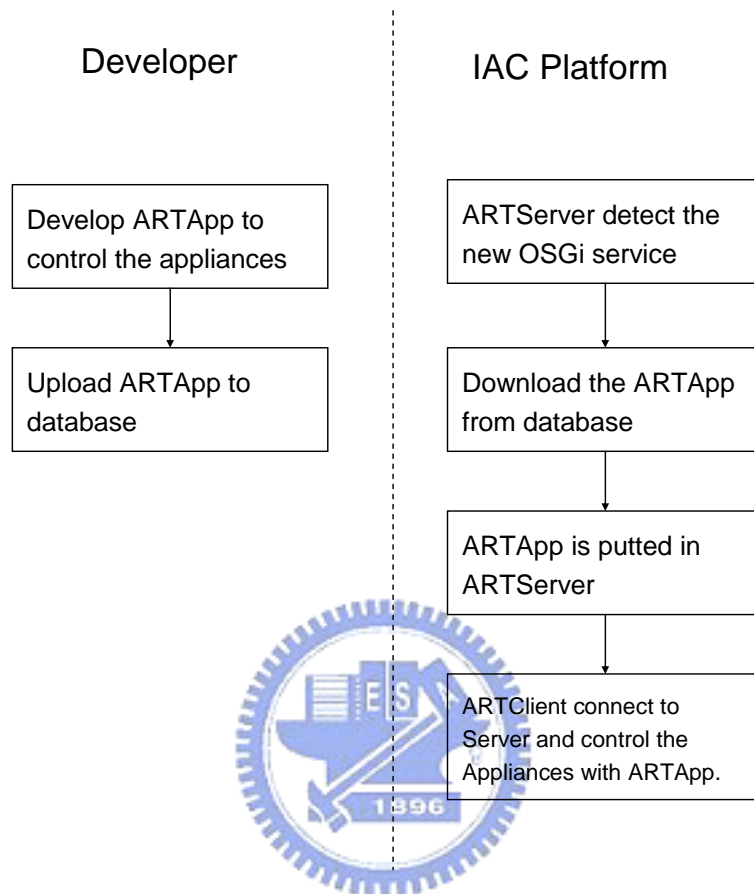 Developer
IAC Platform
Develop ARTApp to
control the appliances
Upload ARTApp to
database
ARTServer detect the
new OSGi service
Download the ARTApp
from database
ARTApp is putted in
ARTServer
ARTClient connect to
Server and control the
Appliances with ARTApp.
E S
1896